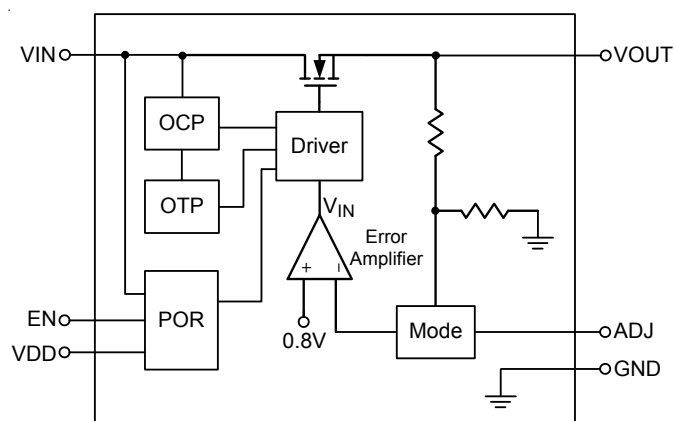 VIN
VOUT
OCP
Driver
OTP
VIN
Error
Amplifier
+
–
EN
POR
0.8V
Mode
ADJ
VDD
GND